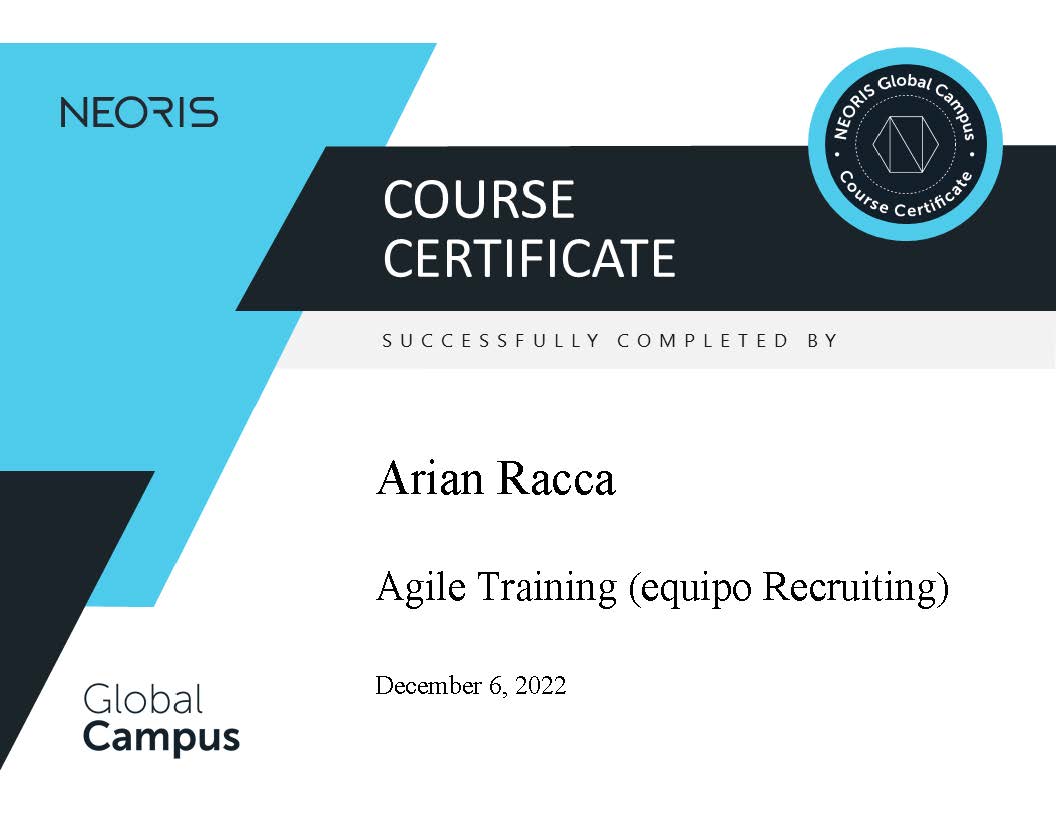 NEORIS
NEORIS Global Campus
Course Certificate
COURSE
CERTIFICATE
SUCCESSFULLY COMPLETED BY
Arian Racca
Agile Training (equipo Recruiting)
December 6, 2022
Global
Campus